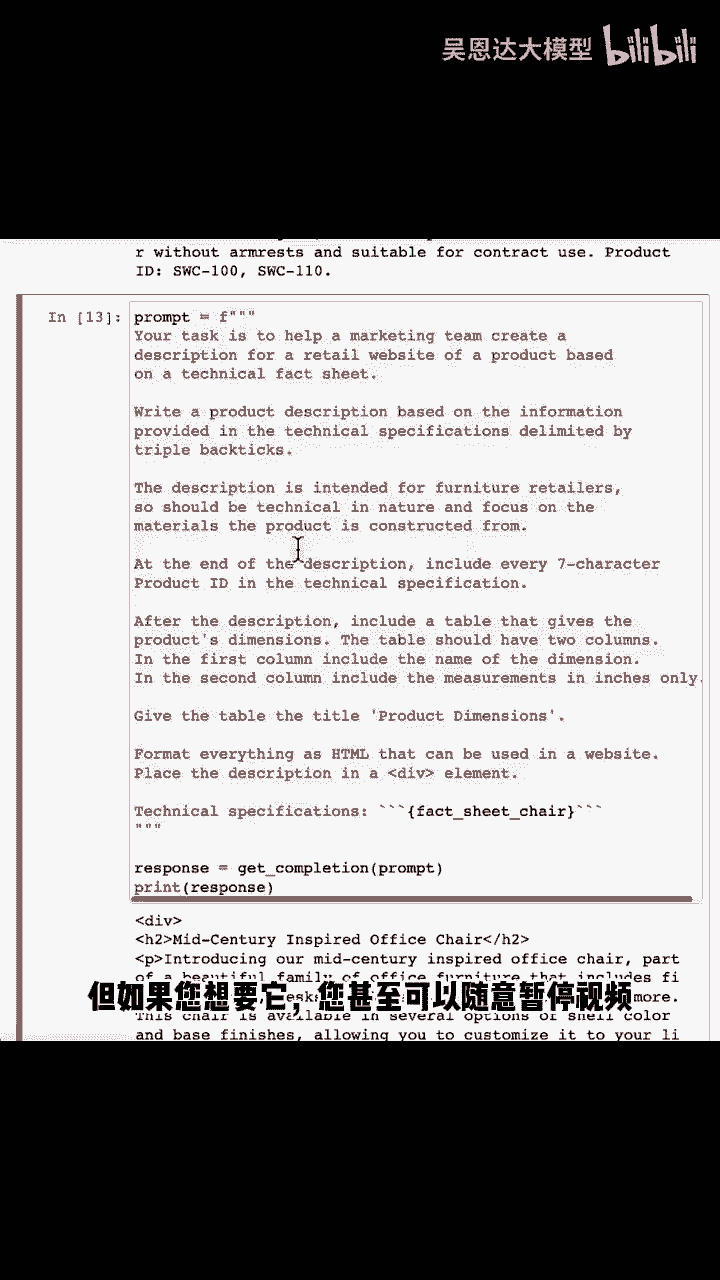 吴恩达大模型 bilibili
r without armrests and suitable for contract use. Product
ID: SWC-100, SWC-110.
In [13]: prompt = f"""
Your task is to help a marketing team create a
description for a retail website of a product based
on a technical fact sheet.
Write a product description based on the information
provided in the technical specifications delimited by
triple backticks.
The description is intended for furniture retailers,
so should be technical in nature and focus on the
materials the product is constructed from.
At the end of the description, include every 7-character
Product ID in the technical specification.
After the description, include a table that gives the
product's dimensions. The table should have two columns.
In the first column include the name of the dimension.
In the second column include the measurements in inches only.
Give the table the title 'Product Dimensions'.
Format everything as HTML that can be used in a website.
Place the description in a <div> element.
Technical specifications: ```{fact_sheet_chair}```
"""
response = get_completion(prompt)
print(response)
<div>
<h2>Mid-Century Inspired Office Chair</h2>
<p>Introducing our mid-century inspired office chair, part
of a beautiful family of office furniture that includes fi
more.
但如果您想要它，您甚至可以随意暂停视频
This chair is available in several options of shell color
and base finishes, allowing you to customize it to your li